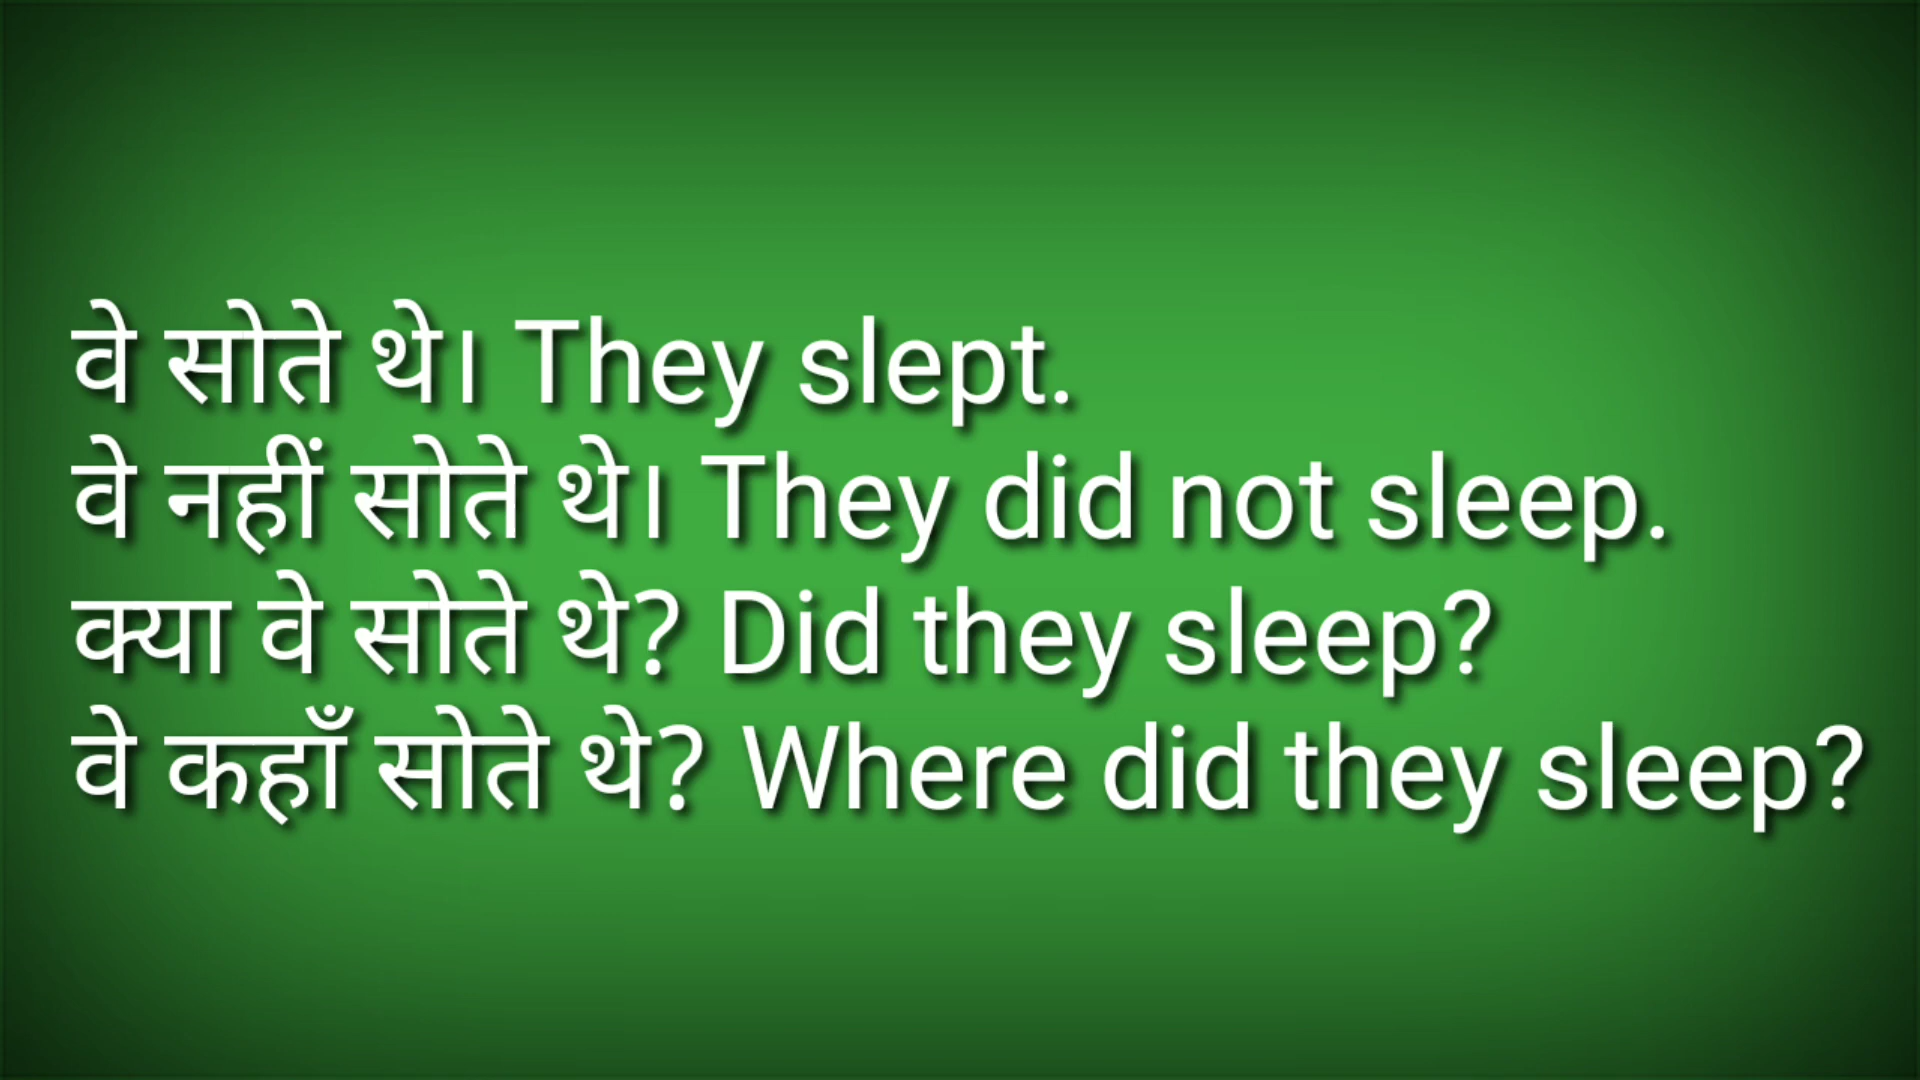 वे सोते थे। They slept.
वे नहीं सोते थे। They did not sleep.
क्या वे सोते थे? Did they sleep?
वे कहाँ सोते थे? Where did they sleep?